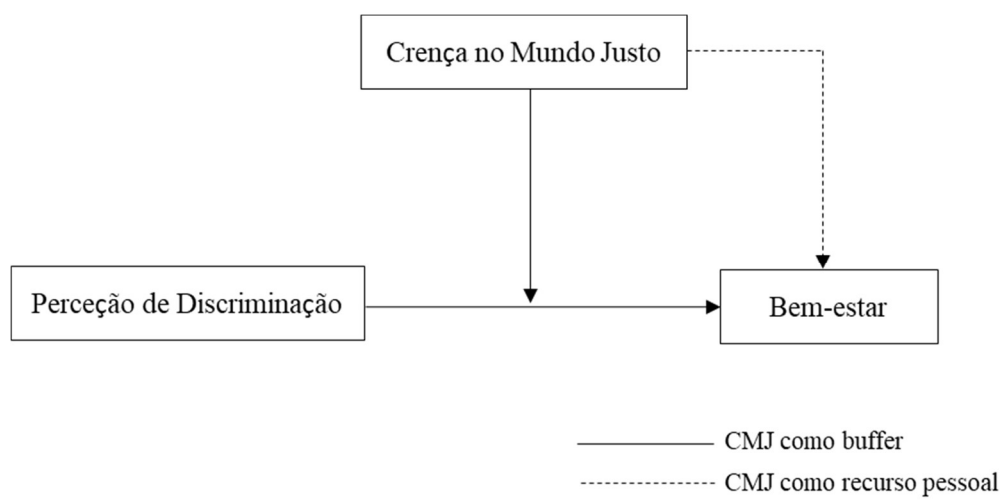 Crença no Mundo Justo
Perceção de Discriminação
Bem-estar
CMJ como buffer
CMJ como recurso pessoal